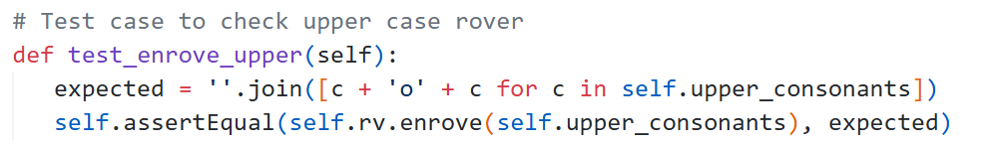 # Test case to check upper case rover
def test_enrove_upper(self):
    expected = ''.join([c + 'o' + c for c in self.upper_consonants])
    self.assertEqual(self.rv.enrove(self.upper_consonants), expected)